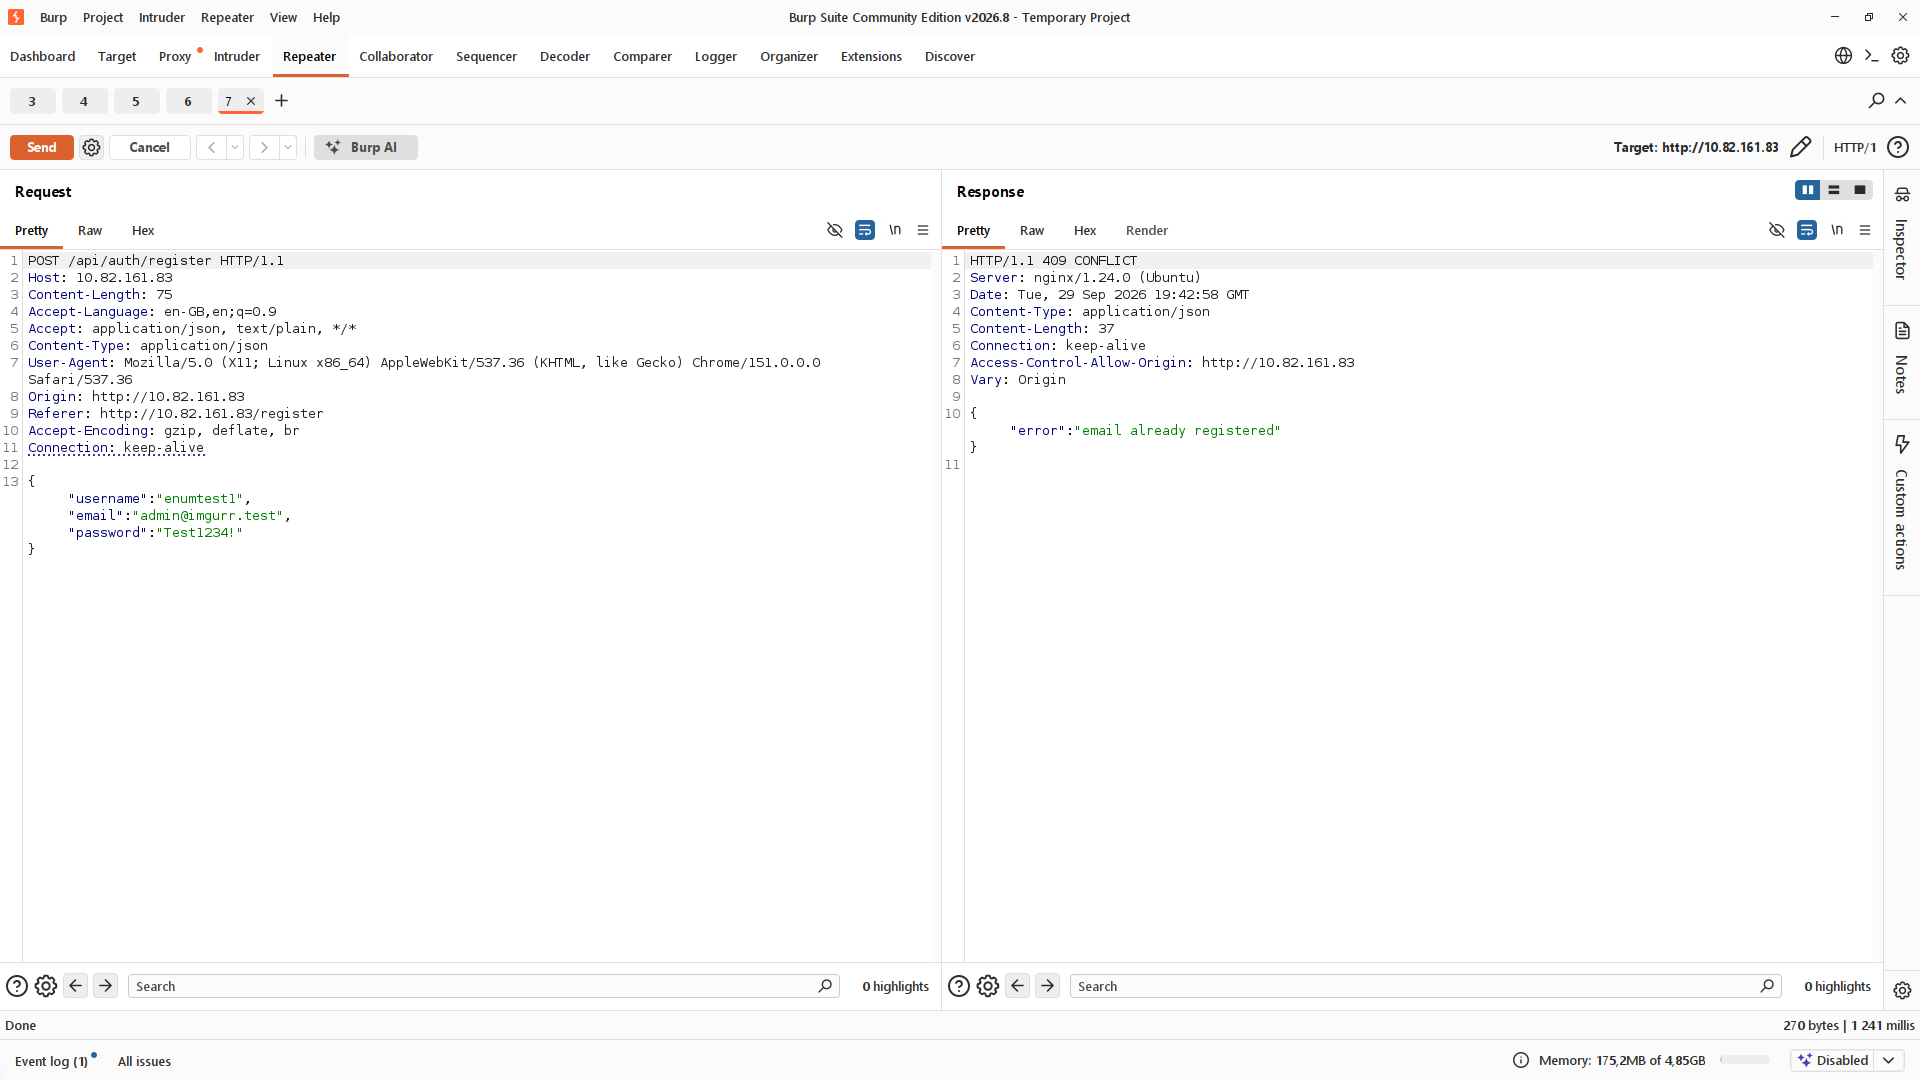 Burp Project Intruder Repeater View Help
Burp Suite Community Edition v2026.8 - Temporary Project
Dashboard Target Proxy Intruder Repeater Collaborator Sequencer Decoder Comparer Logger Organizer Extensions Discover
3 4 5 6 7 × +
Send Cancel < > Burp AI
Target: http://10.82.161.83 HTTP/1
Request
Pretty Raw Hex \n
1 POST /api/auth/register HTTP/1.1
2 Host: 10.82.161.83
3 Content-Length: 75
4 Accept-Language: en-GB,en;q=0.9
5 Accept: application/json, text/plain, */*
6 Content-Type: application/json
7 User-Agent: Mozilla/5.0 (X11; Linux x86_64) AppleWebKit/537.36 (KHTML, like Gecko) Chrome/151.0.0.0
Safari/537.36
8 Origin: http://10.82.161.83
9 Referer: http://10.82.161.83/register
10 Accept-Encoding: gzip, deflate, br
11 Connection: keep-alive
12
13 {
"username":"enumtest1",
"email":"admin@imgurr.test",
"password":"Test1234!"
}
Search
0 highlights
Response
Pretty Raw Hex Render \n
1 HTTP/1.1 409 CONFLICT
2 Server: nginx/1.24.0 (Ubuntu)
3 Date: Tue, 29 Sep 2026 19:42:58 GMT
4 Content-Type: application/json
5 Content-Length: 37
6 Connection: keep-alive
7 Access-Control-Allow-Origin: http://10.82.161.83
8 Vary: Origin
9
10 {
"error":"email already registered"
}
11
Search
0 highlights
Inspector
Notes
Custom actions
Done
270 bytes | 1 241 millis
Event log (1) All issues
Memory: 175,2MB of 4,85GB
Disabled